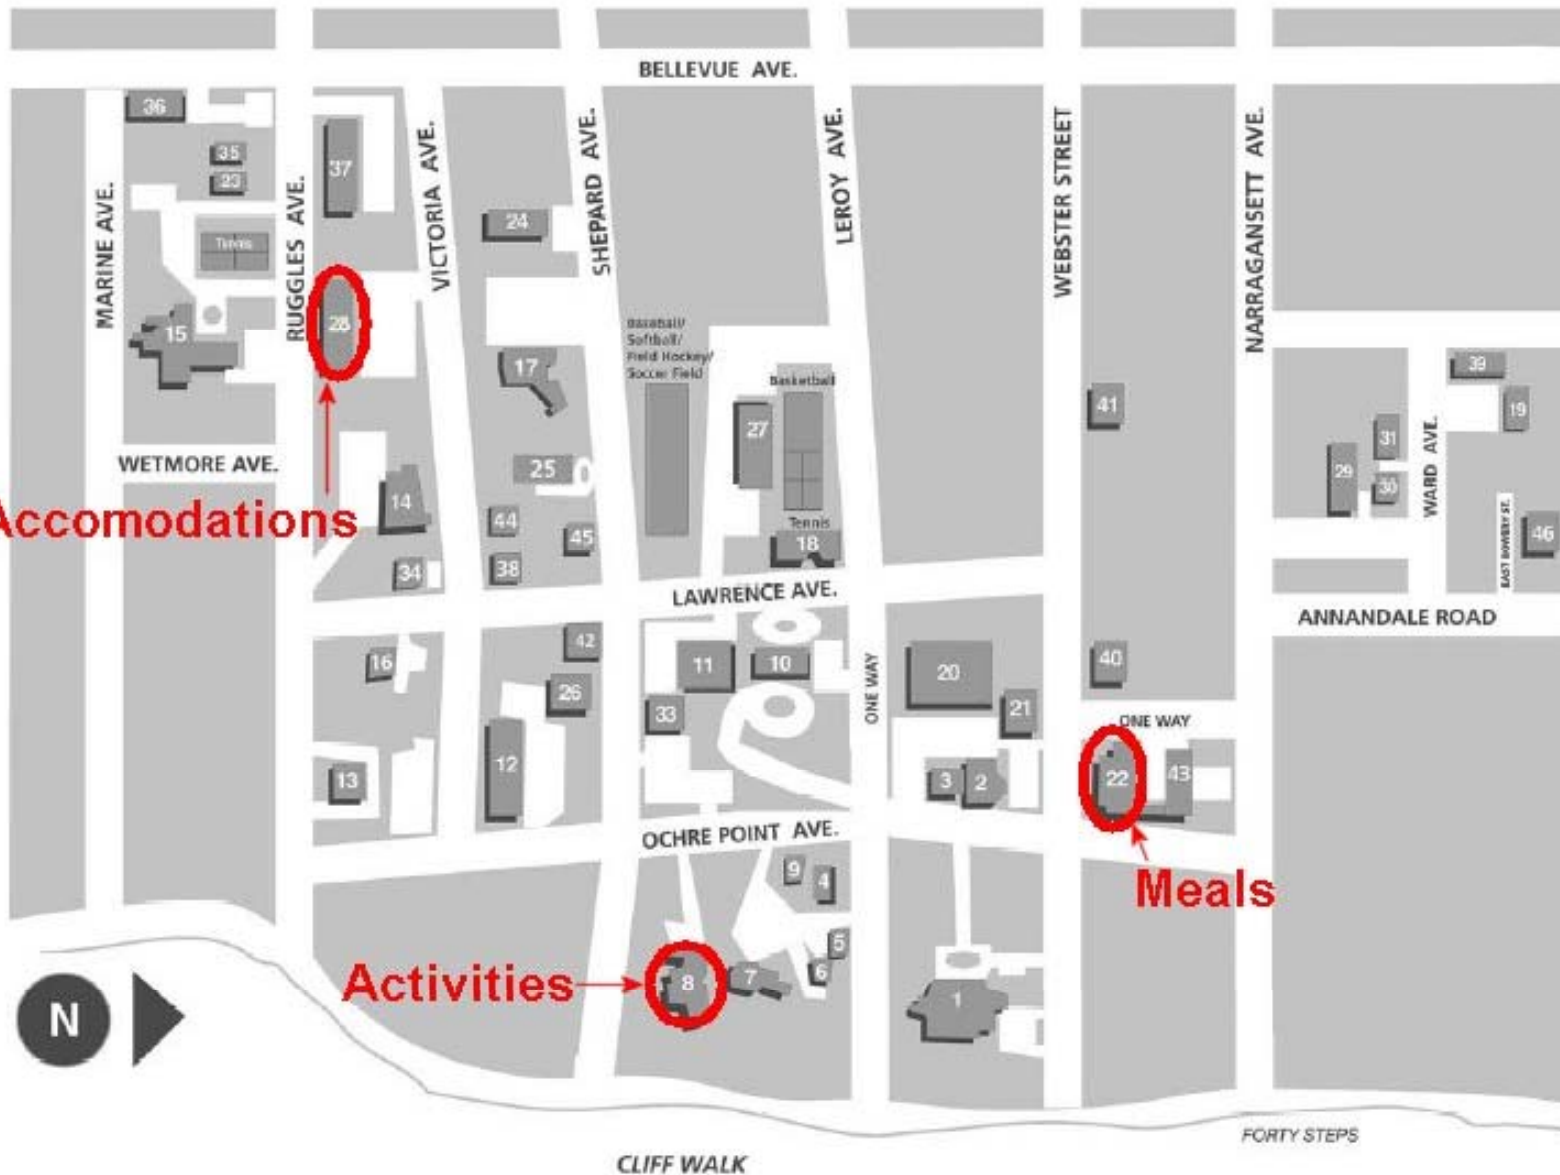 BELLEVUE AVE.
MARINE AVE.
RUGGLES AVE.
VICTORIA AVE.
SHEPARD AVE.
LEROY AVE.
WEBSTER STREET
NARRAGANSETT AVE.
36
35
23
37
24
Tennis
15
28
17
Baseball/
Softball/
Field Hockey/
Soccer Field
Basketball
27
41
39
19
31
29
30
WARD AVE.
EAST BOWERY ST.
46
WETMORE AVE.
14
25
44
45
38
34
Tennis
18
Accomodations
LAWRENCE AVE.
ANNANDALE ROAD
16
42
26
11
10
33
ONE WAY
20
21
40
ONE WAY
13
12
3
2
22
43
OCHRE POINT AVE.
Meals
9
4
5
6
7
8
1
Activities
N
FORTY STEPS
CLIFF WALK